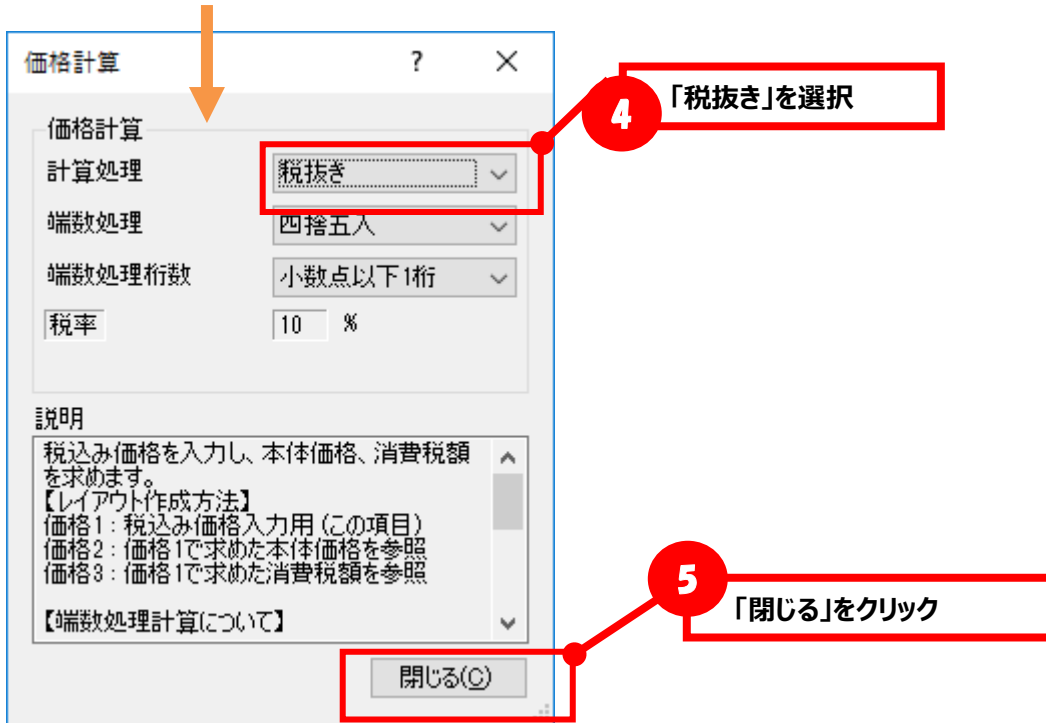 価格計算 ? ×
4 「税抜き」を選択
価格計算
計算処理 税抜き
端数処理 四捨五入
端数処理桁数 小数点以下1桁
税率 10 %
説明
税込み価格を入力し、本体価格、消費税額
を求めます。
【レイアウト作成方法】
価格1:税込み価格入力用(この項目)
価格2:価格1で求めた本体価格を参照
価格3:価格1で求めた消費税額を参照
【端数処理計算について】
5 「閉じる」をクリック
閉じる(C)